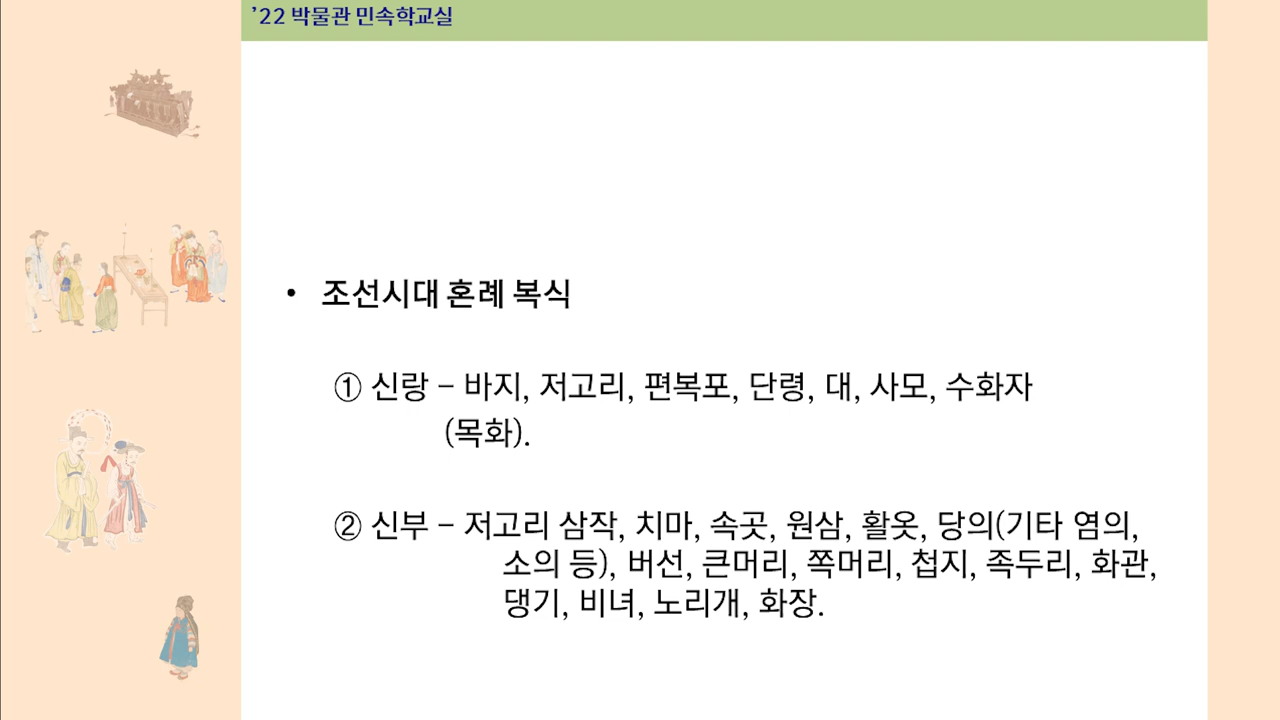 ’22 박물관 민속학교실
• 조선시대 혼례 복식
① 신랑 – 바지, 저고리, 편복포, 단령, 대, 사모, 수화자
(목화).
② 신부 – 저고리 삼작, 치마, 속곳, 원삼, 활옷, 당의(기타 염의,
소의 등), 버선, 큰머리, 쪽머리, 첩지, 족두리, 화관,
댕기, 비녀, 노리개, 화장.